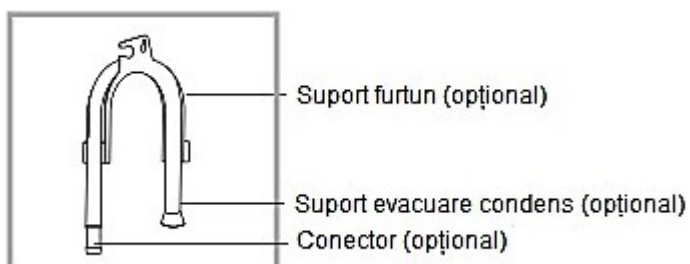 Suport furtun (opțional)
Suport evacuare condens (opțional)
Conector (opțional)